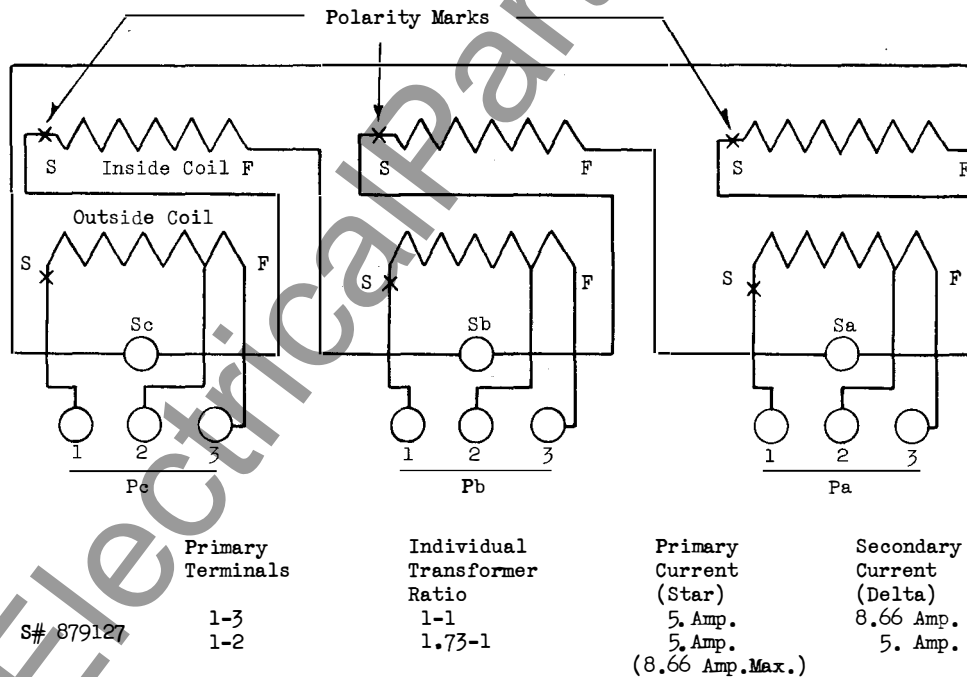 Polarity Marks
S Inside Coil F S F S F
Outside Coil
S F S F S F
Sc Sb Sa
1 2 3 1 2 3 1 2 3
Pc Pb Pa
Primary Individual Primary Secondary
Terminals Transformer Current Current
Ratio (Star) (Delta)
1-3 1-1 5. Amp. 8.66 Amp.
S# 879127 1-2 1.73-1 5. Amp. 5. Amp.
(8.66 Amp.Max.)
ElectricalPar